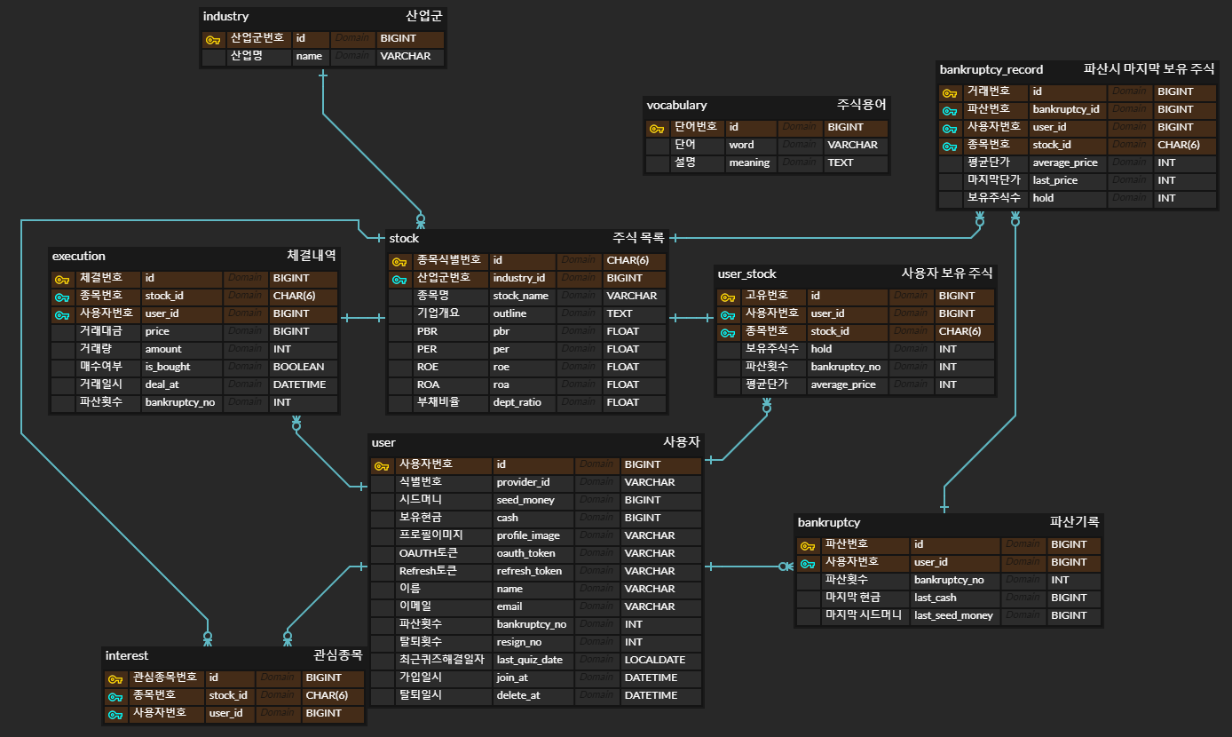 industry 산업군
산업군번호 id Domain BIGINT
산업명 name Domain VARCHAR
bankruptcy_record 파산시 마지막 보유 주식
거래번호 id Domain BIGINT
파산번호 bankruptcy_id Domain BIGINT
사용자번호 user_id Domain BIGINT
종목번호 stock_id Domain CHAR(6)
평균단가 average_price Domain INT
마지막단가 last_price Domain INT
보유주식수 hold Domain INT
vocabulary 주식용어
단어번호 id Domain BIGINT
단어 word Domain VARCHAR
설명 meaning Domain TEXT
stock 주식 목록
종목식별번호 id Domain CHAR(6)
산업군번호 industry_id Domain BIGINT
종목명 stock_name Domain VARCHAR
기업개요 outline Domain TEXT
PBR pbr Domain FLOAT
PER per Domain FLOAT
ROE roe Domain FLOAT
ROA roa Domain FLOAT
부채비율 dept_ratio Domain FLOAT
execution 체결내역
체결번호 id Domain BIGINT
종목번호 stock_id Domain CHAR(6)
사용자번호 user_id Domain BIGINT
거래대금 price Domain BIGINT
거래량 amount Domain INT
매수여부 is_bought Domain BOOLEAN
거래일시 deal_at Domain DATETIME
파산횟수 bankruptcy_no Domain INT
user_stock 사용자 보유 주식
고유번호 id Domain BIGINT
사용자번호 user_id Domain BIGINT
종목번호 stock_id Domain CHAR(6)
보유주식수 hold Domain INT
파산횟수 bankruptcy_no Domain INT
평균단가 average_price Domain INT
user 사용자
사용자번호 id Domain BIGINT
식별번호 provider_id Domain VARCHAR
시드머니 seed_money Domain BIGINT
보유현금 cash Domain BIGINT
프로필이미지 profile_image Domain VARCHAR
OAUTH토큰 oauth_token Domain VARCHAR
Refresh토큰 refresh_token Domain VARCHAR
이름 name Domain VARCHAR
이메일 email Domain VARCHAR
파산횟수 bankruptcy_no Domain INT
탈퇴횟수 resign_no Domain INT
최근퀴즈해결일자 last_quiz_date Domain LOCALDATE
가입일시 join_at Domain DATETIME
탈퇴일시 delete_at Domain DATETIME
bankruptcy 파산기록
파산번호 id Domain BIGINT
사용자번호 user_id Domain BIGINT
파산횟수 bankruptcy_no Domain INT
마지막 현금 last_cash Domain BIGINT
마지막 시드머니 last_seed_money Domain BIGINT
interest 관심종목
관심종목번호 id Domain BIGINT
종목번호 stock_id Domain CHAR(6)
사용자번호 user_id Domain BIGINT